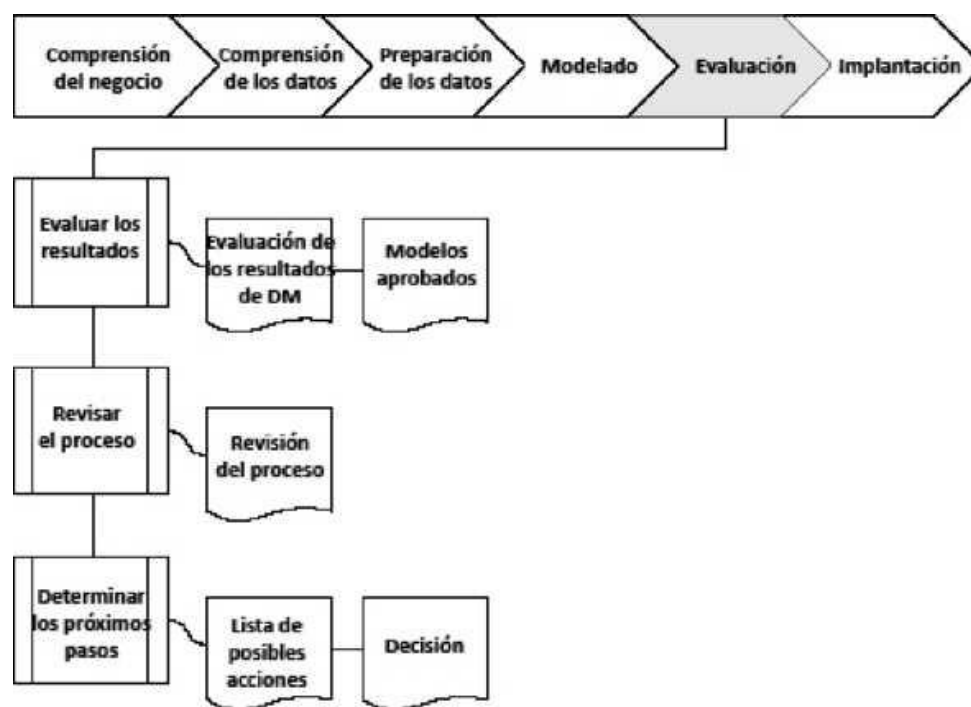 Comprensión
del negocio
Comprensión
de los datos
Preparación
de los datos
Modelado
Evaluación
Implantación
Evaluar los
resultados
Evaluación de
los resultados
de DM
Modelos
aprobados
Revisar
el proceso
Revisión
del proceso
Determinar
los próximos
pasos
Lista de
posibles
acciones
Decisión